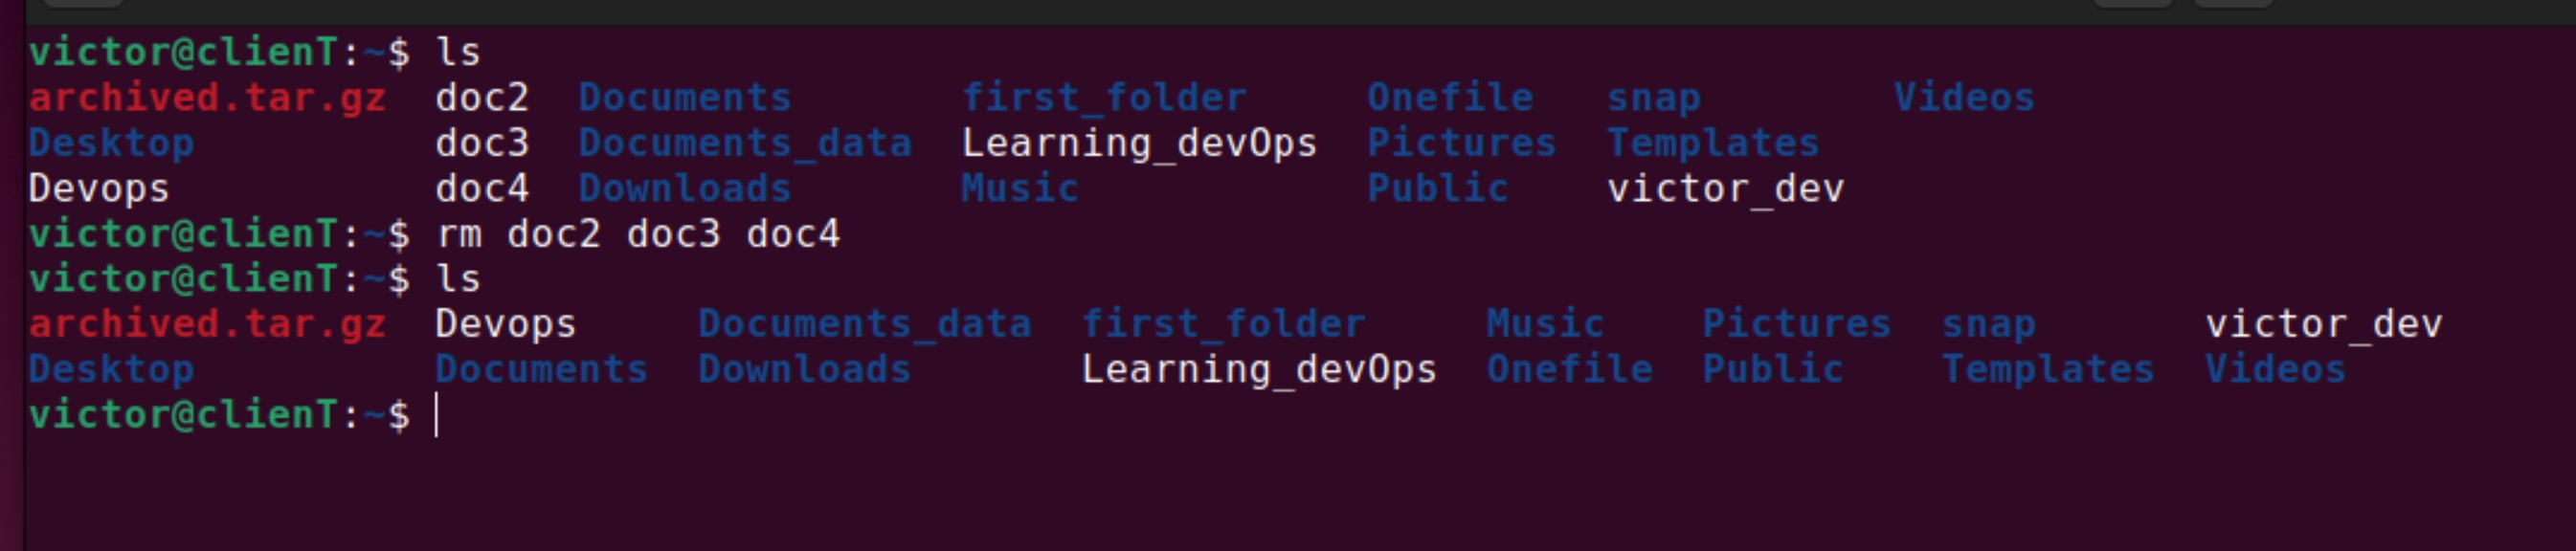 victor@clienT:~$ ls
archived.tar.gz  doc2  Documents       first_folder     Onefile   snap        Videos
Desktop          doc3  Documents_data  Learning_devOps  Pictures  Templates
Devops           doc4  Downloads       Music            Public    victor_dev
victor@clienT:~$ rm doc2 doc3 doc4
victor@clienT:~$ ls
archived.tar.gz  Devops     Documents_data  first_folder     Music    Pictures  snap       victor_dev
Desktop          Documents  Downloads       Learning_devOps  Onefile  Public    Templates  Videos
victor@clienT:~$